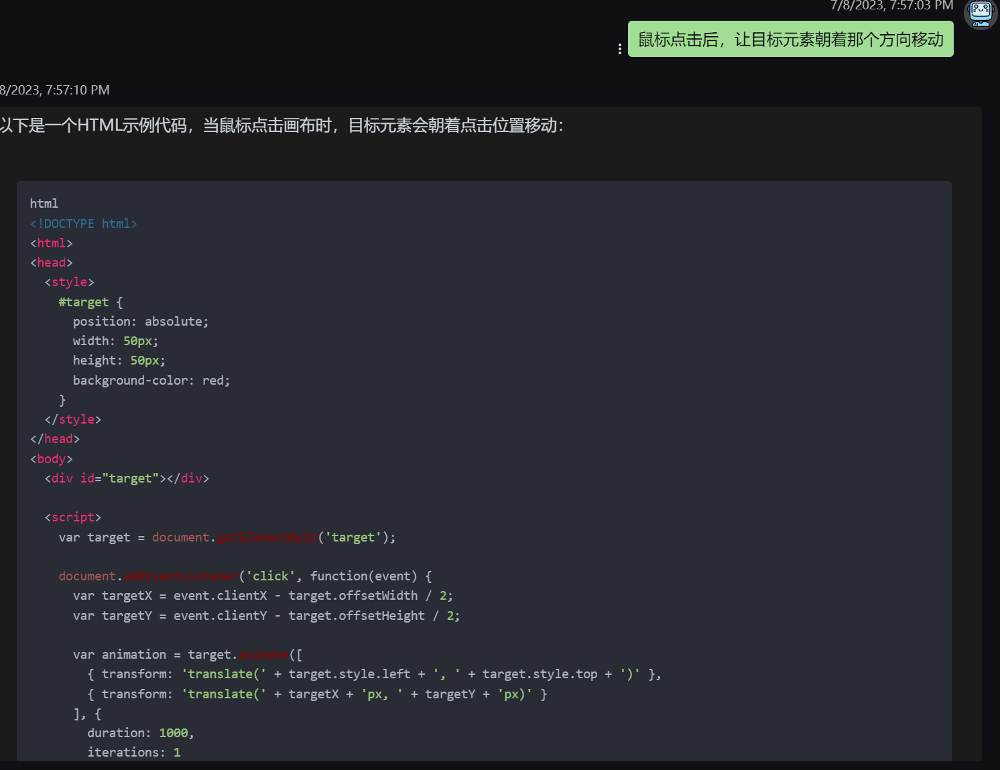 7/8/2023, 7:57:03 PM
鼠标点击后，让目标元素朝着那个方向移动
8/2023, 7:57:10 PM
以下是一个HTML示例代码，当鼠标点击画布时，目标元素会朝着点击位置移动：
html
<!DOCTYPE html>
<html>
<head>
  <style>
    #target {
      position: absolute;
      width: 50px;
      height: 50px;
      background-color: red;
    }
  </style>
</head>
<body>
  <div id="target"></div>
  <script>
    var target = document.getElementById('target');
    document.addEventListener('click', function(event) {
      var targetX = event.clientX - target.offsetWidth / 2;
      var targetY = event.clientY - target.offsetHeight / 2;
      var animation = target.animate([
        { transform: 'translate(' + target.style.left + ', ' + target.style.top + ')' },
        { transform: 'translate(' + targetX + 'px, ' + targetY + 'px)' }
      ], {
        duration: 1000,
        iterations: 1